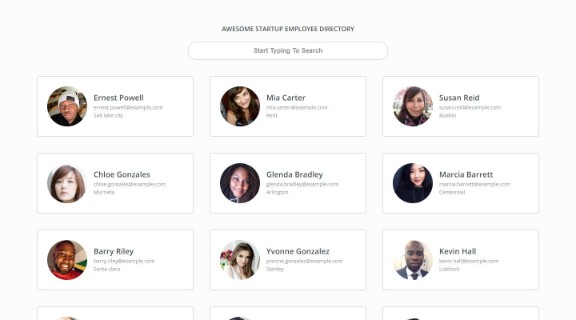 AWESOME STARTUP EMPLOYEE DIRECTORY
Start Typing To Search
Ernest Powell
ernest.powell@example.com
Salt lake city
Mia Carter
mia.carter@example.com
Kent
Susan Reid
susan.reid@example.com
Pueblo
Chloe Gonzales
chloe.gonzales@example.com
Murrieta
Glenda Bradley
glenda.bradley@example.com
Arlington
Marcia Barrett
marcia.barrett@example.com
Centennial
Barry Riley
barry.riley@example.com
Santa clara
Yvonne Gonzalez
yvonne.gonzalez@example.com
Stanley
Kevin Hall
kevin.hall@example.com
Lubbock